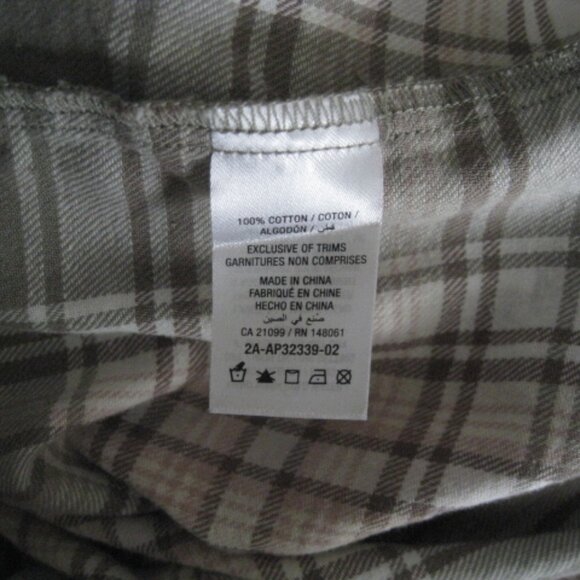 100% COTTON / COTON /
ALGODÓN / قطن
EXCLUSIVE OF TRIMS
GARNITURES NON COMPRISES
MADE IN CHINA
FABRIQUÉ EN CHINE
HECHO EN CHINA
صنع في الصين
CA 21099 / RN 148061
2A-AP32339-02